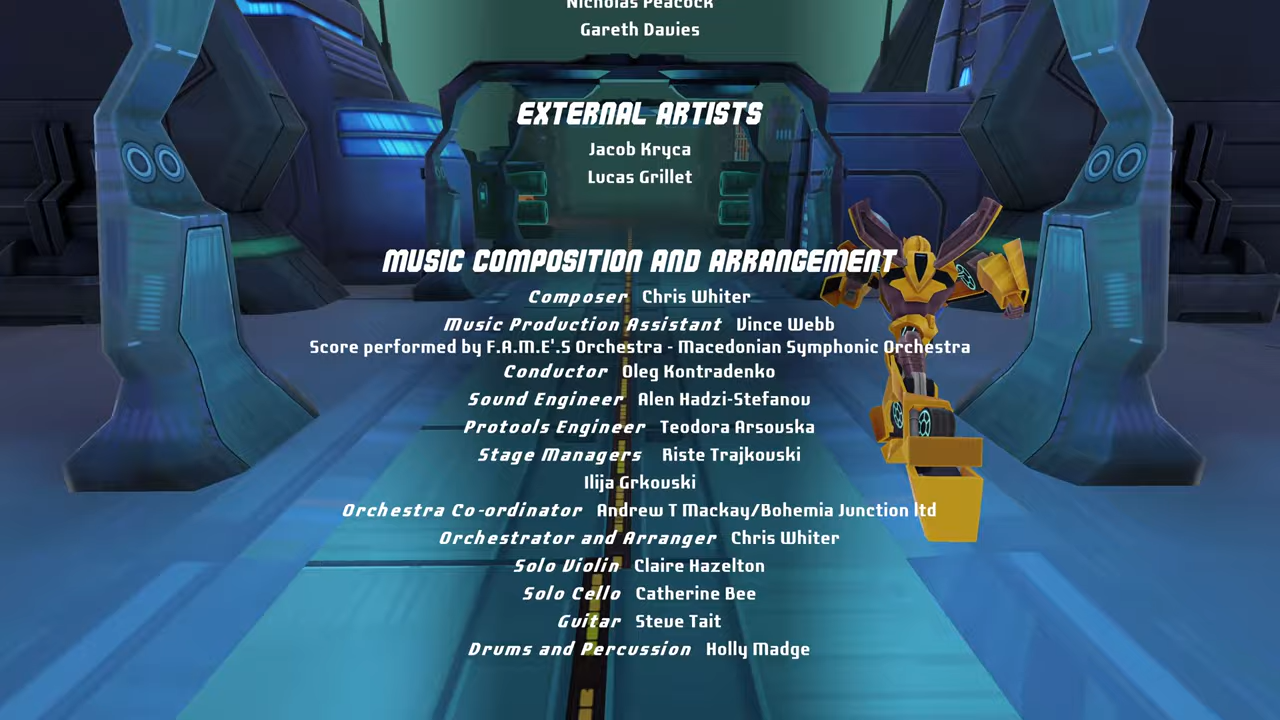 Nicholas Peacock
Gareth Davies
EXTERNAL ARTISTS
Jacob Kryca
Lucas Grillet
MUSIC COMPOSITION AND ARRANGEMENT
Composer Chris Whiter
Music Production Assistant Vince Webb
Score performed by F.A.M.E'.S Orchestra - Macedonian Symphonic Orchestra
Conductor Oleg Kontradenko
Sound Engineer Alen Hadzi-Stefanov
Protools Engineer Teodora Arsovska
Stage Managers Riste Trajkovski
Ilija Grkovski
Orchestra Co-ordinator Andrew T Mackay/Bohemia Junction ltd
Orchestrator and Arranger Chris Whiter
Solo Violin Claire Hazelton
Solo Cello Catherine Bee
Guitar Steve Tait
Drums and Percussion Holly Madge